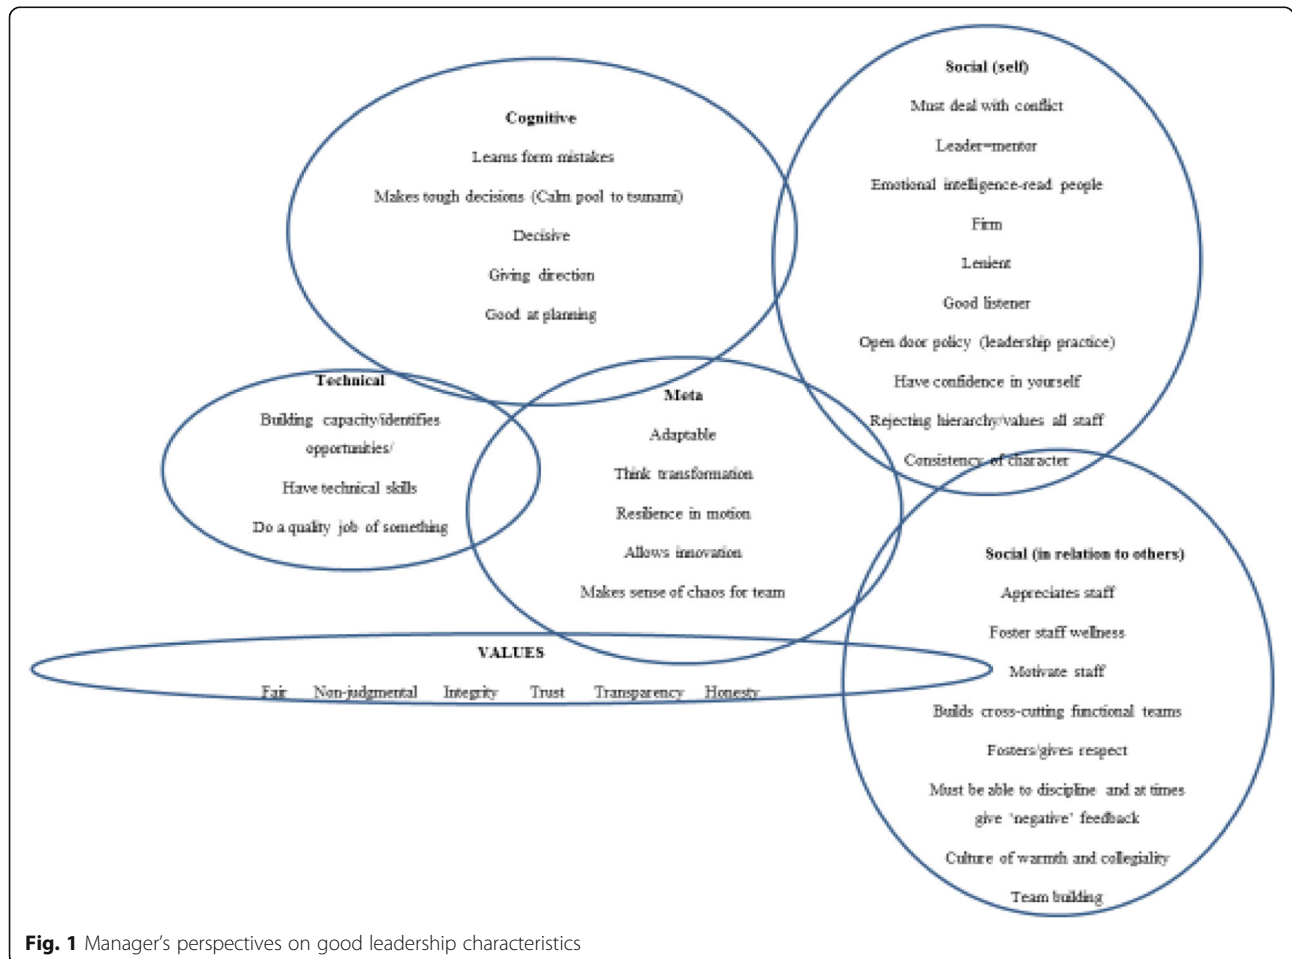 Cognitive
Learns form mistakes
Makes tough decisions (Calm pool to tsunami)
Decisive
Giving direction
Good at planning
Social (self)
Must deal with conflict
Leader=mentor
Emotional intelligence-read people
Firm
Lenient
Good listener
Open door policy (leadership practice)
Have confidence in yourself
Rejecting hierarchy/values all staff
Consistency of character
Technical
Building capacity/identifies
opportunities/
Have technical skills
Do a quality job of something
Meta
Adaptable
Think transformation
Resilience in motion
Allows innovation
Makes sense of chaos for team
Social (in relation to others)
Appreciates staff
Foster staff wellness
Motivate staff
Builds cross-cutting functional teams
Fosters/gives respect
Must be able to discipline and at times
give ‘negative’ feedback
Culture of warmth and collegiality
Team building
VALUES
Fair Non-judgmental Integrity Trust Transparency Honesty
Fig. 1 Manager’s perspectives on good leadership characteristics